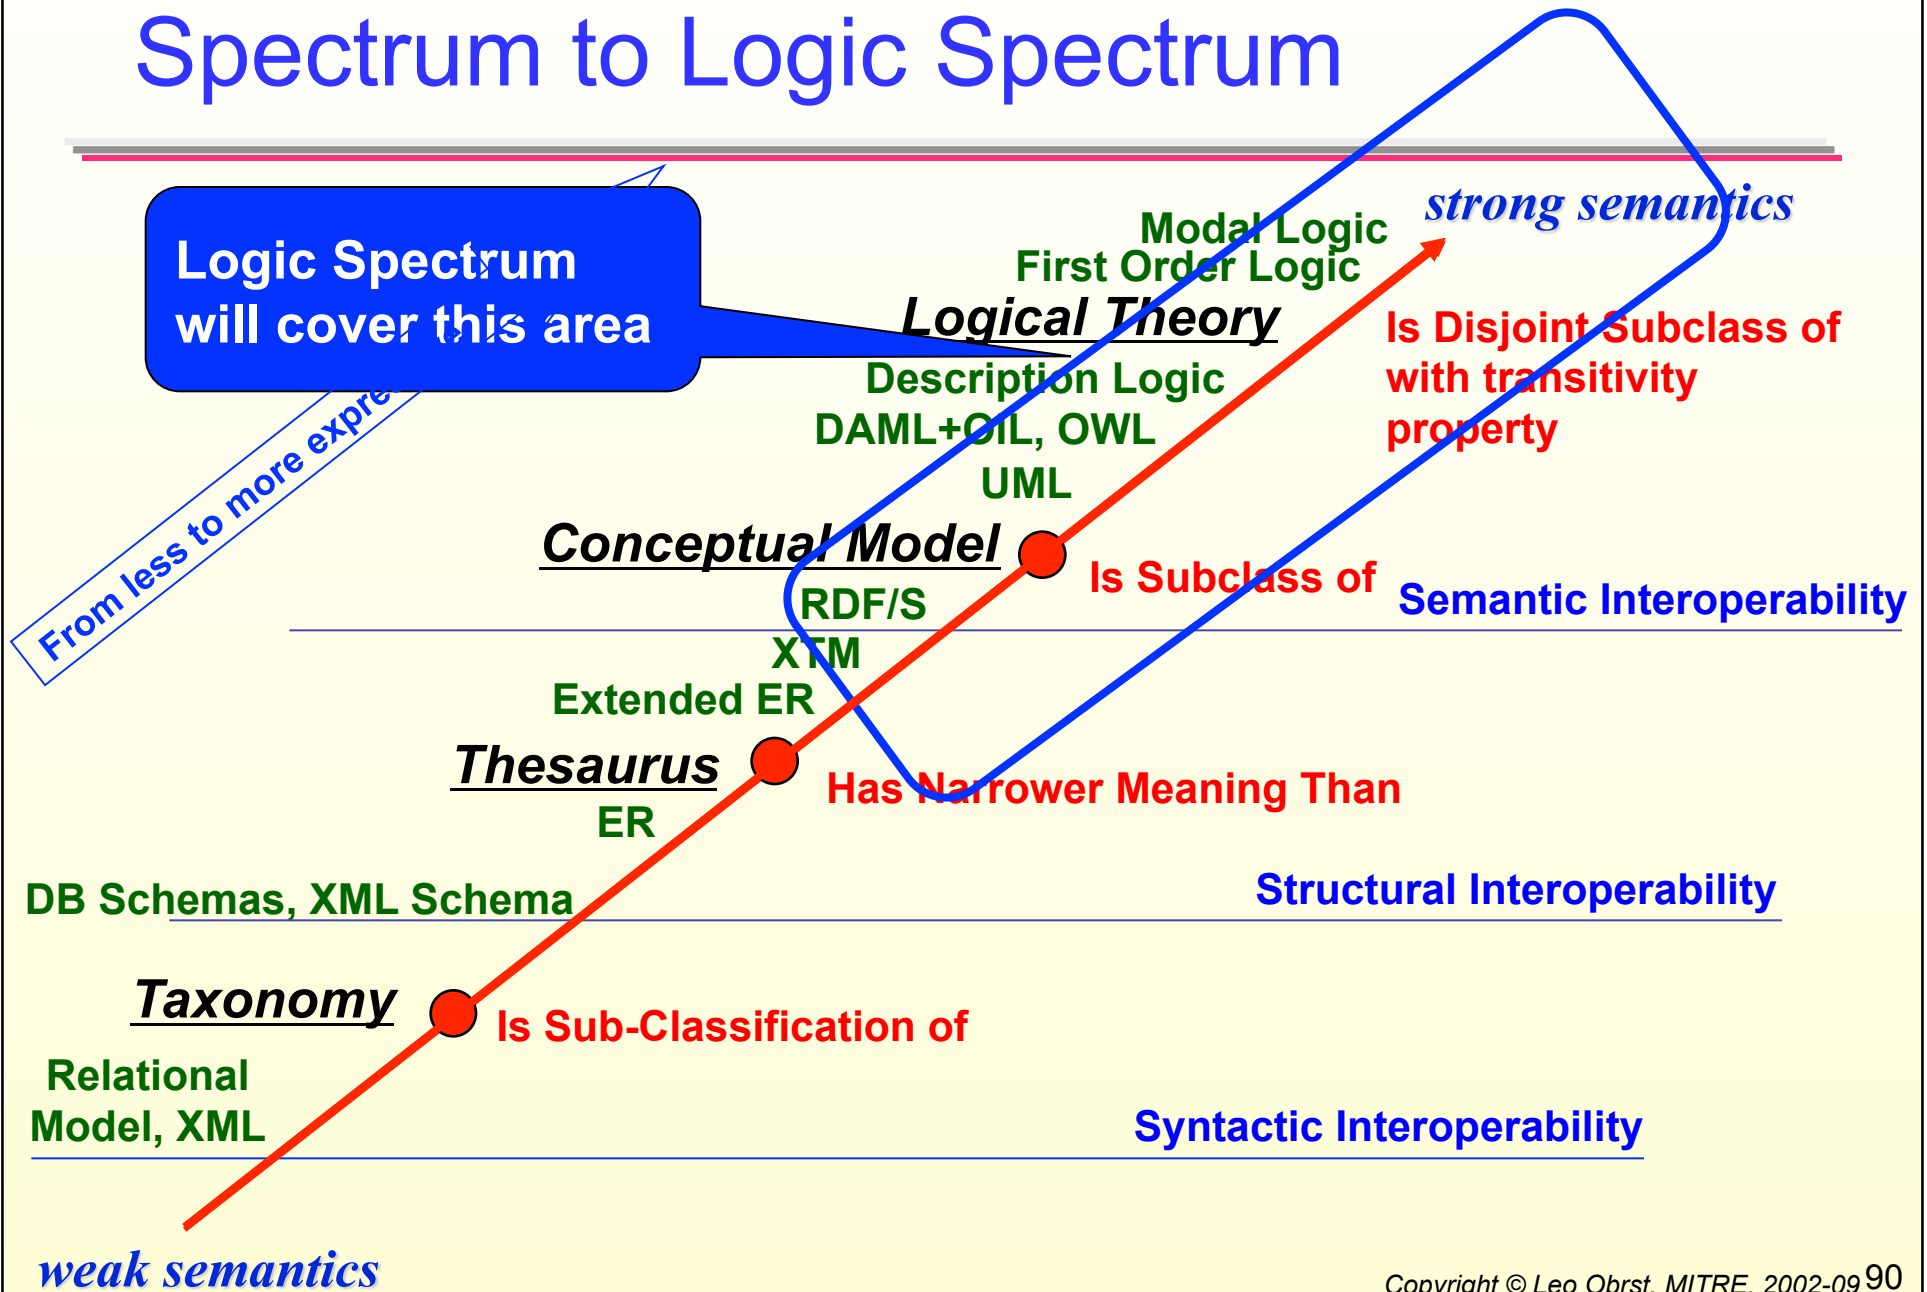 Spectrum to Logic Spectrum
Logic Spectrum
will cover this area
From less to more
strong semantics
Modal Logic
First Order Logic
Logical Theory
Is Disjoint Subclass of
with transitivity
property
Description Logic
DAML+OIL, OWL
UML
Conceptual Model
Is Subclass of
Semantic Interoperability
RDF/S
XTM
Extended ER
Thesaurus
Has Narrower Meaning Than
ER
DB Schemas, XML Schema
Structural Interoperability
Taxonomy
Is Sub-Classification of
Relational
Model, XML
Syntactic Interoperability
weak semantics
Copyright © Leo Obrst, MITRE, 2002-09
90